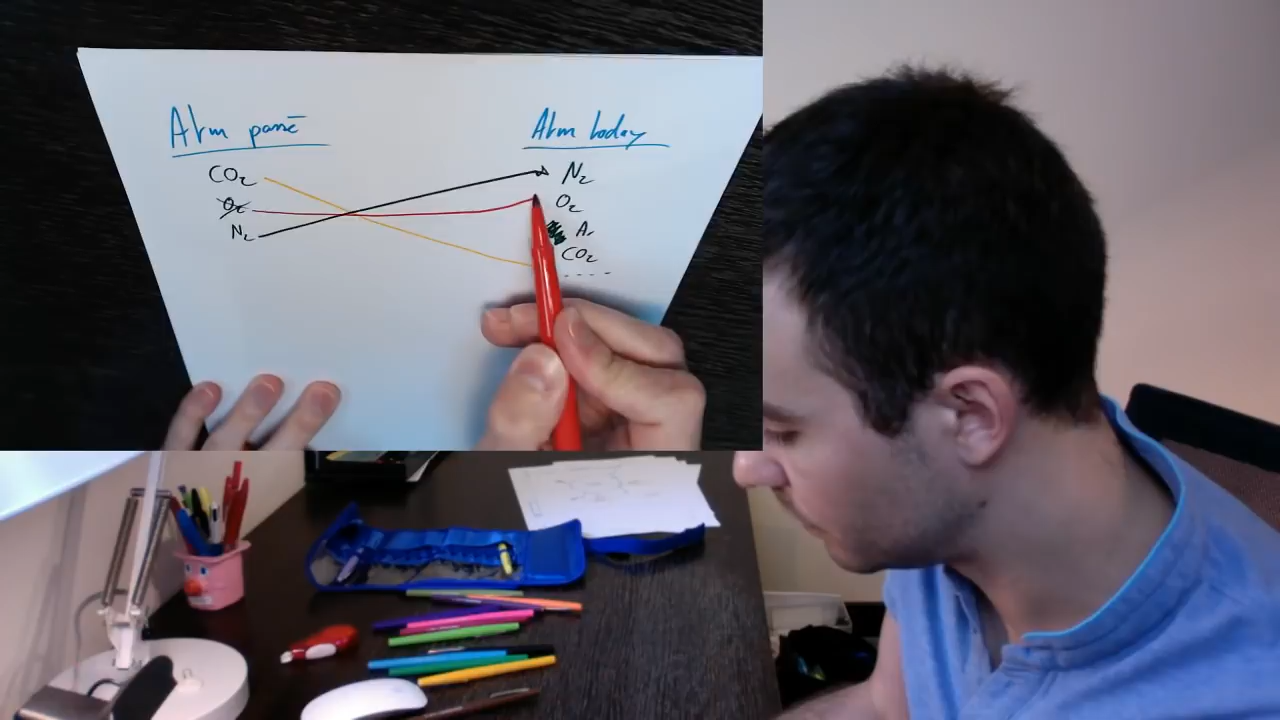 Atm passé
Atm today
CO₂
O₂
N₂
N₂
O₂
Ar
CO₂
....